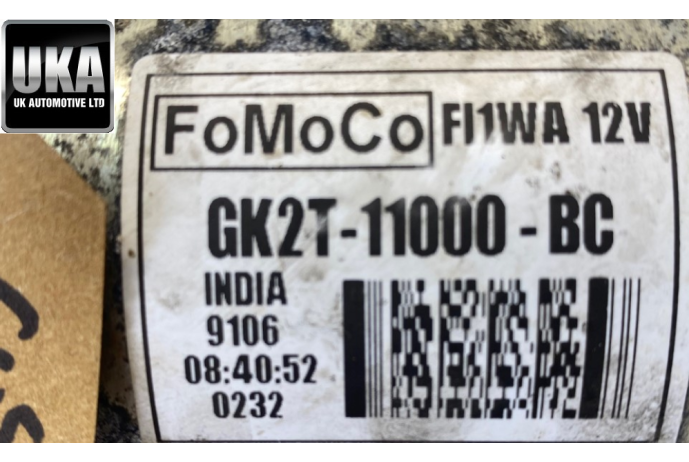 UKA
UK AUTOMOTIVE LTD
FoMoCo FI1WA 12V
GK2T-11000-BC
INDIA
9106
08:40:52
0232